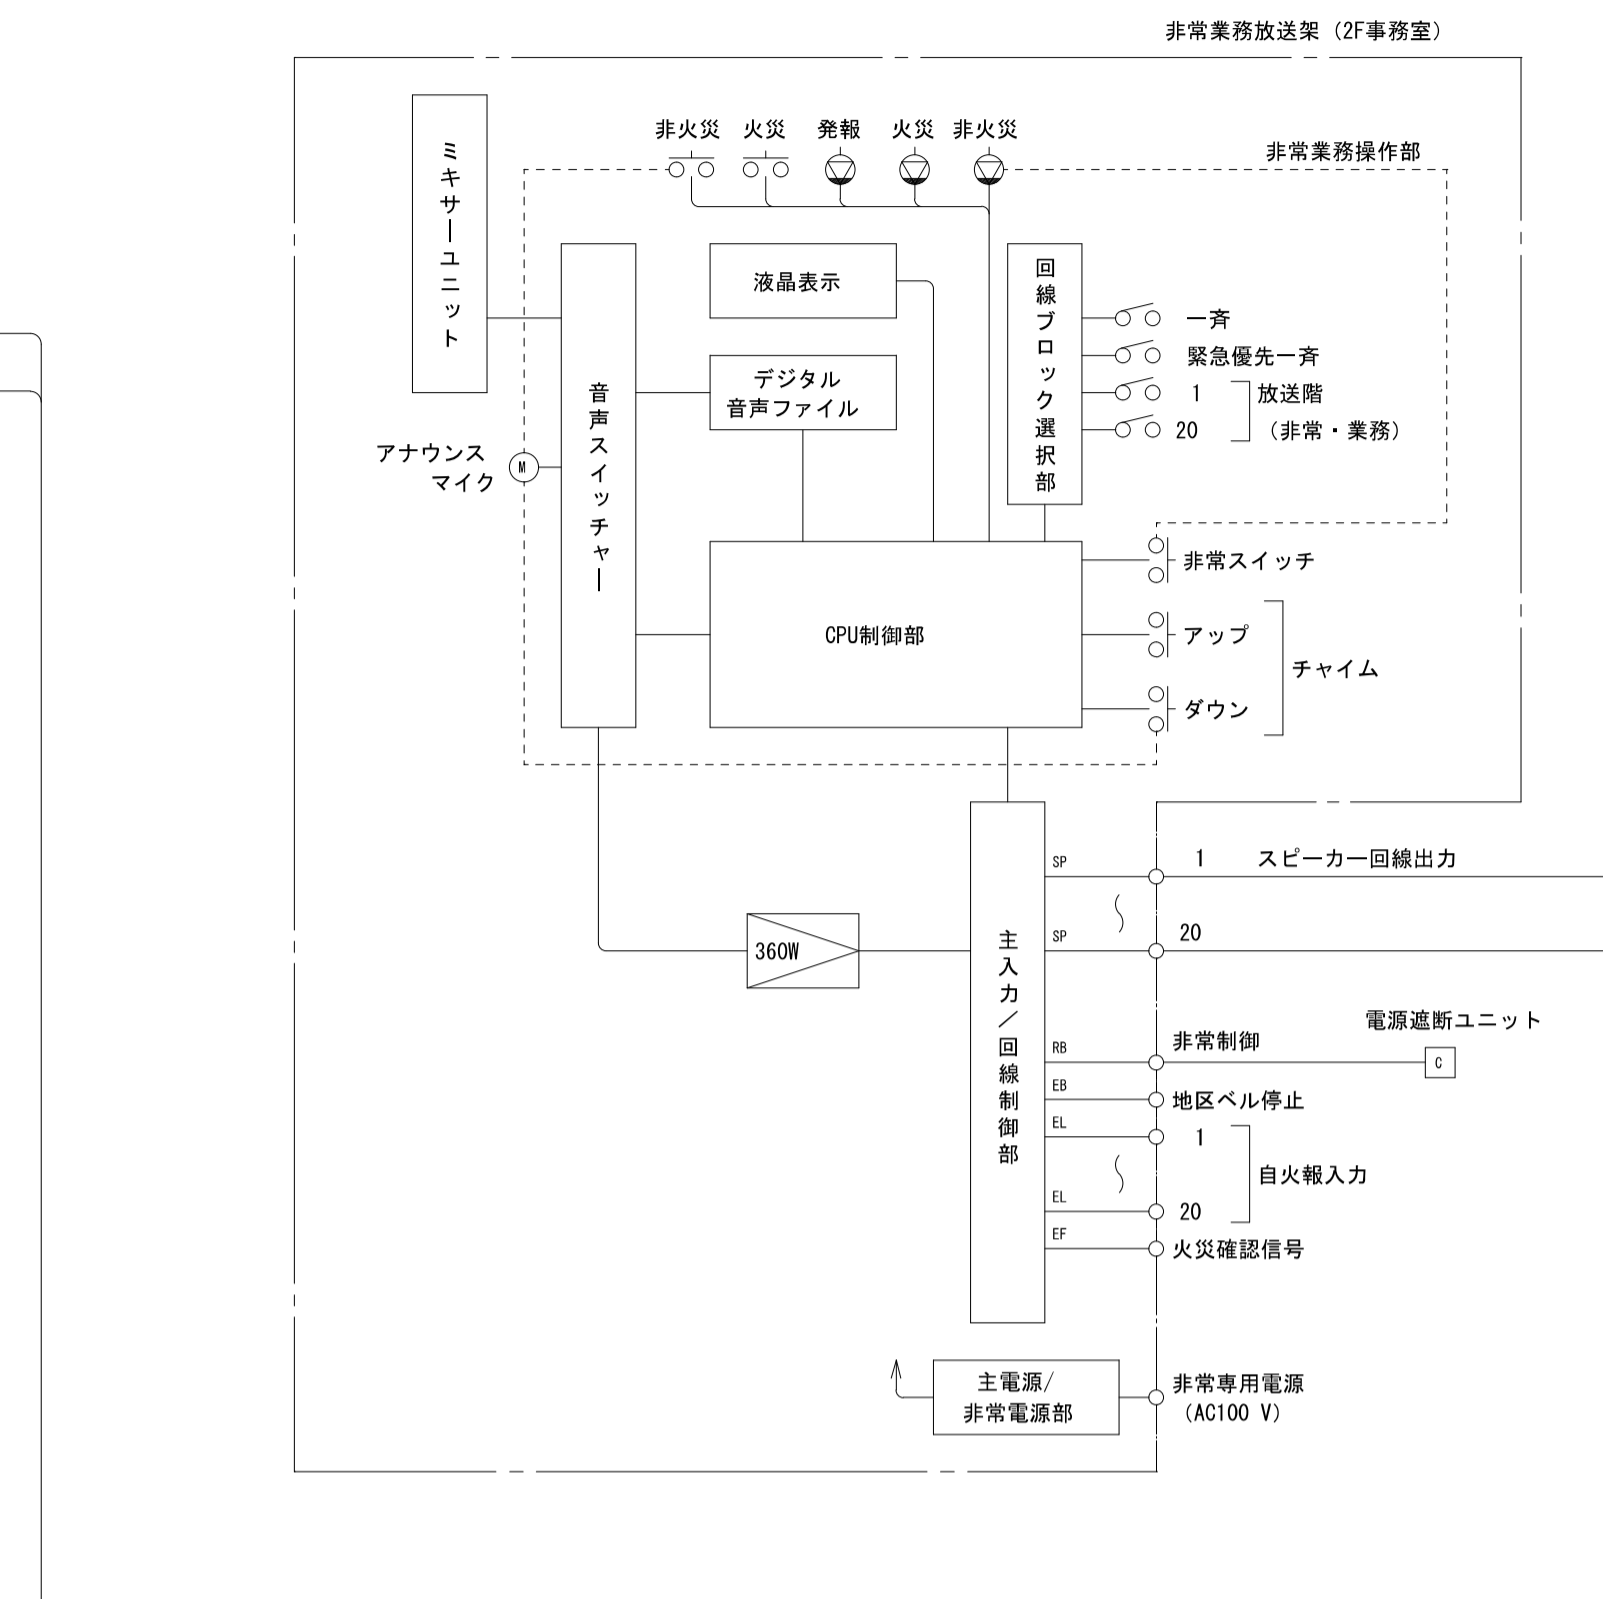 非常業務放送架（2F事務室）
非火災
火災
発報
火災
非火災
非常業務操作部
ミキサーユニット
液晶表示
回線ブロック選択部
一斉
緊急優先一斉
1
放送階
20
（非常・業務）
デジタル
音声ファイル
音声スイッチャー
アナウンス
マイク
M
CPU制御部
非常スイッチ
アップ
チャイム
ダウン
SP
1
スピーカー回線出力
SP
20
360W
主入力／回線制御部
電源遮断ユニット
RB
非常制御
C
EB
地区ベル停止
EL
1
自火報入力
EL
20
EF
火災確認信号
主電源/
非常電源部
非常専用電源
（AC100 V）